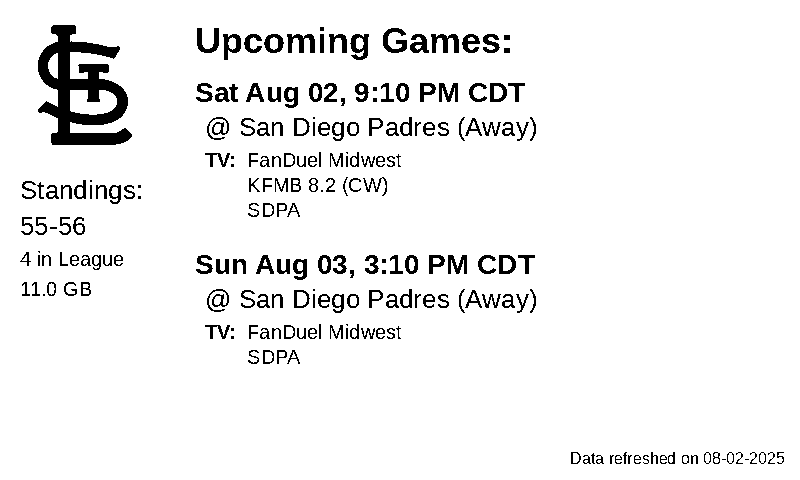 STL
Standings:
55-56
4 in League
11.0 GB
Upcoming Games:
Sat Aug 02, 9:10 PM CDT
@ San Diego Padres (Away)
TV: FanDuel Midwest
KFMB 8.2 (CW)
SDPA
Sun Aug 03, 3:10 PM CDT
@ San Diego Padres (Away)
TV: FanDuel Midwest
SDPA
Data refreshed on 08-02-2025